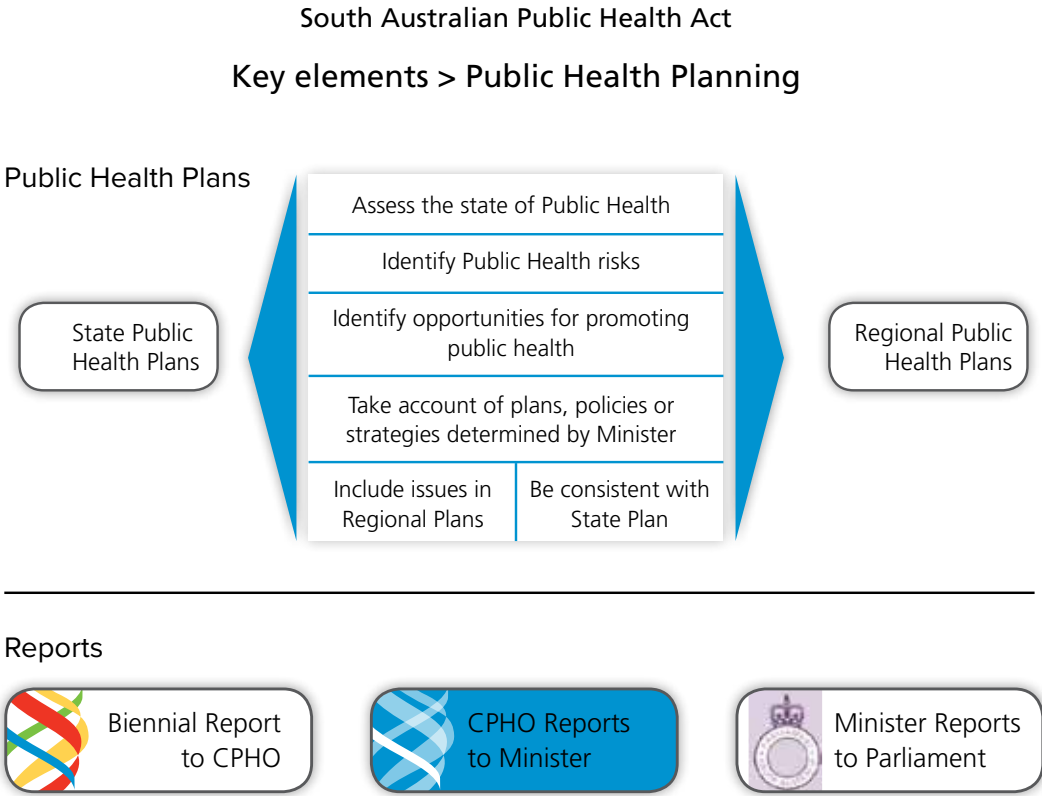 South Australian Public Health Act
Key elements > Public Health Planning
Public Health Plans
State Public
Health Plans
Assess the state of Public Health
Identify Public Health risks
Identify opportunities for promoting
public health
Take account of plans, policies or
strategies determined by Minister
Include issues in
Regional Plans
Be consistent with
State Plan
Regional Public
Health Plans
Reports
Biennial Report
to CPHO
CPHO Reports
to Minister
Minister Reports
to Parliament